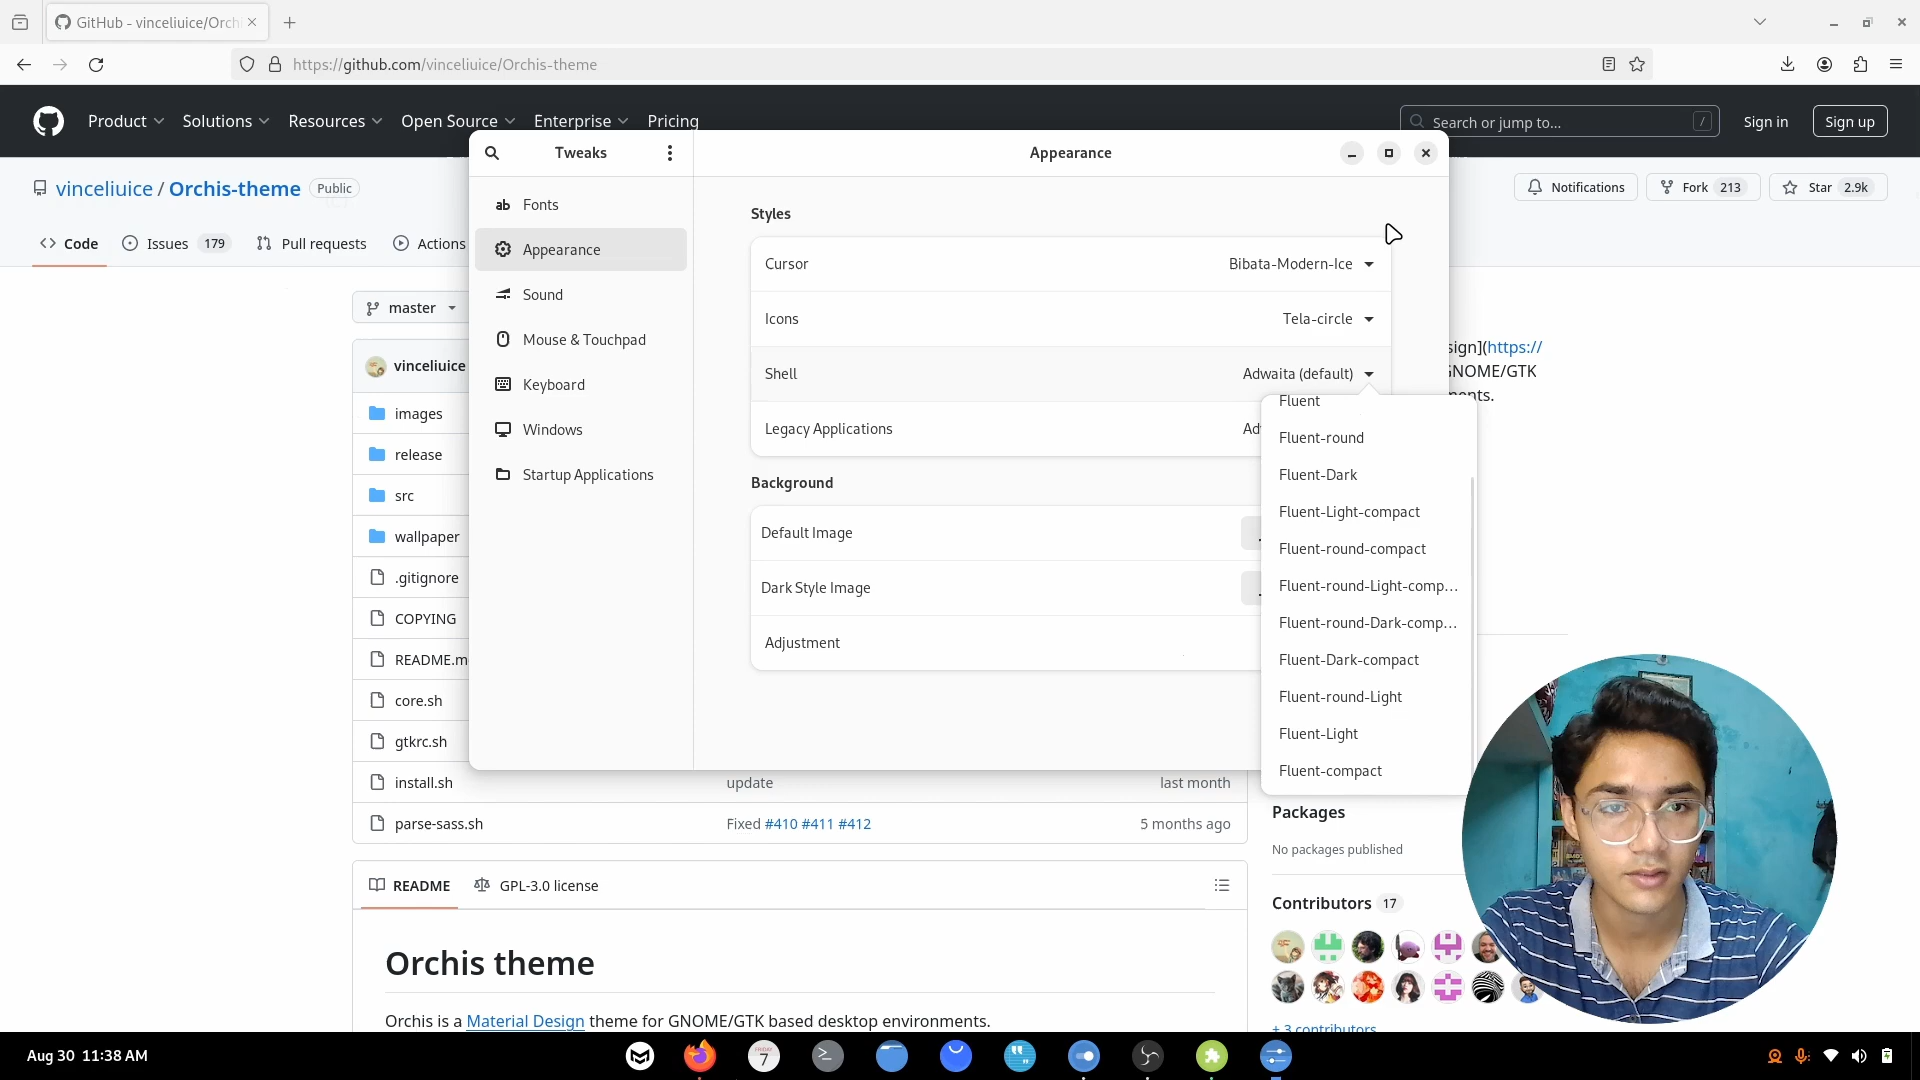 GitHub - vinceliuice/Orchi
https://github.com/vinceliuice/Orchis-theme
Product
Solutions
Resources
Open Source
Enterprise
Pricing
Search or jump to...
/
Sign in
Sign up
vinceliuice / Orchis-theme
Public
Notifications
Fork 213
Star 2.9k
Code
Issues 179
Pull requests
Actions
master
vinceliuice
images
release
src
wallpaper
.gitignore
COPYING
README.m
core.sh
gtkrc.sh
install.sh
update
last month
parse-sass.sh
Fixed #410 #411 #412
5 months ago
README
GPL-3.0 license
Orchis theme
Orchis is a Material Design theme for GNOME/GTK based desktop environments.
Tweaks
Fonts
Appearance
Sound
Mouse & Touchpad
Keyboard
Windows
Startup Applications
Appearance
Styles
Cursor
Bibata-Modern-Ice
Icons
Tela-circle
Shell
Adwaita (default)
Legacy Applications
Background
Default Image
Dark Style Image
Adjustment
Fluent
Fluent-round
Fluent-Dark
Fluent-Light-compact
Fluent-round-compact
Fluent-round-Light-comp...
Fluent-round-Dark-comp...
Fluent-Dark-compact
Fluent-round-Light
Fluent-Light
Fluent-compact
sign](https://
GNOME/GTK
Packages
No packages published
Contributors 17
+ 3 contributors
Aug 30 11:38 AM
7